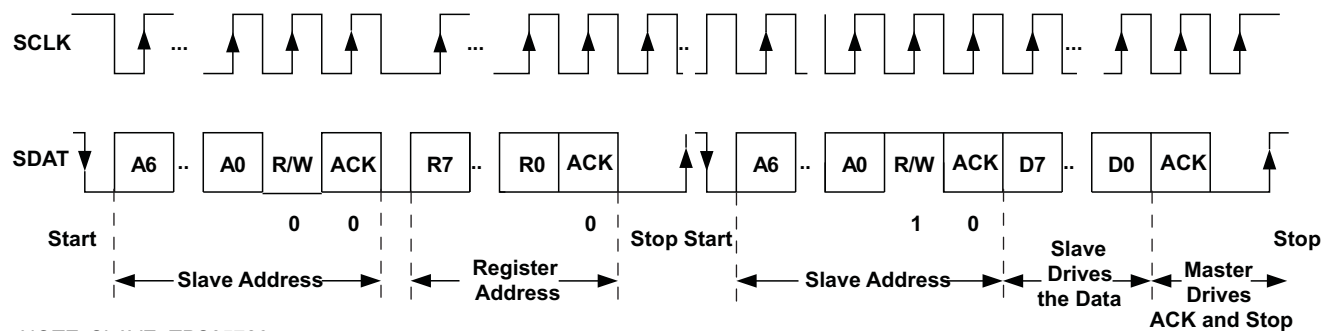 SCLK ... ... .. ...
SDAT A6 .. A0 R/W ACK R7 .. R0 ACK A6 .. A0 R/W ACK D7 .. D0 ACK
0 0 0 1 0
Start Stop Start Stop
Slave Address
Register
Address
Slave Address
Slave
Drives
the Data
Master
Drives
ACK and Stop